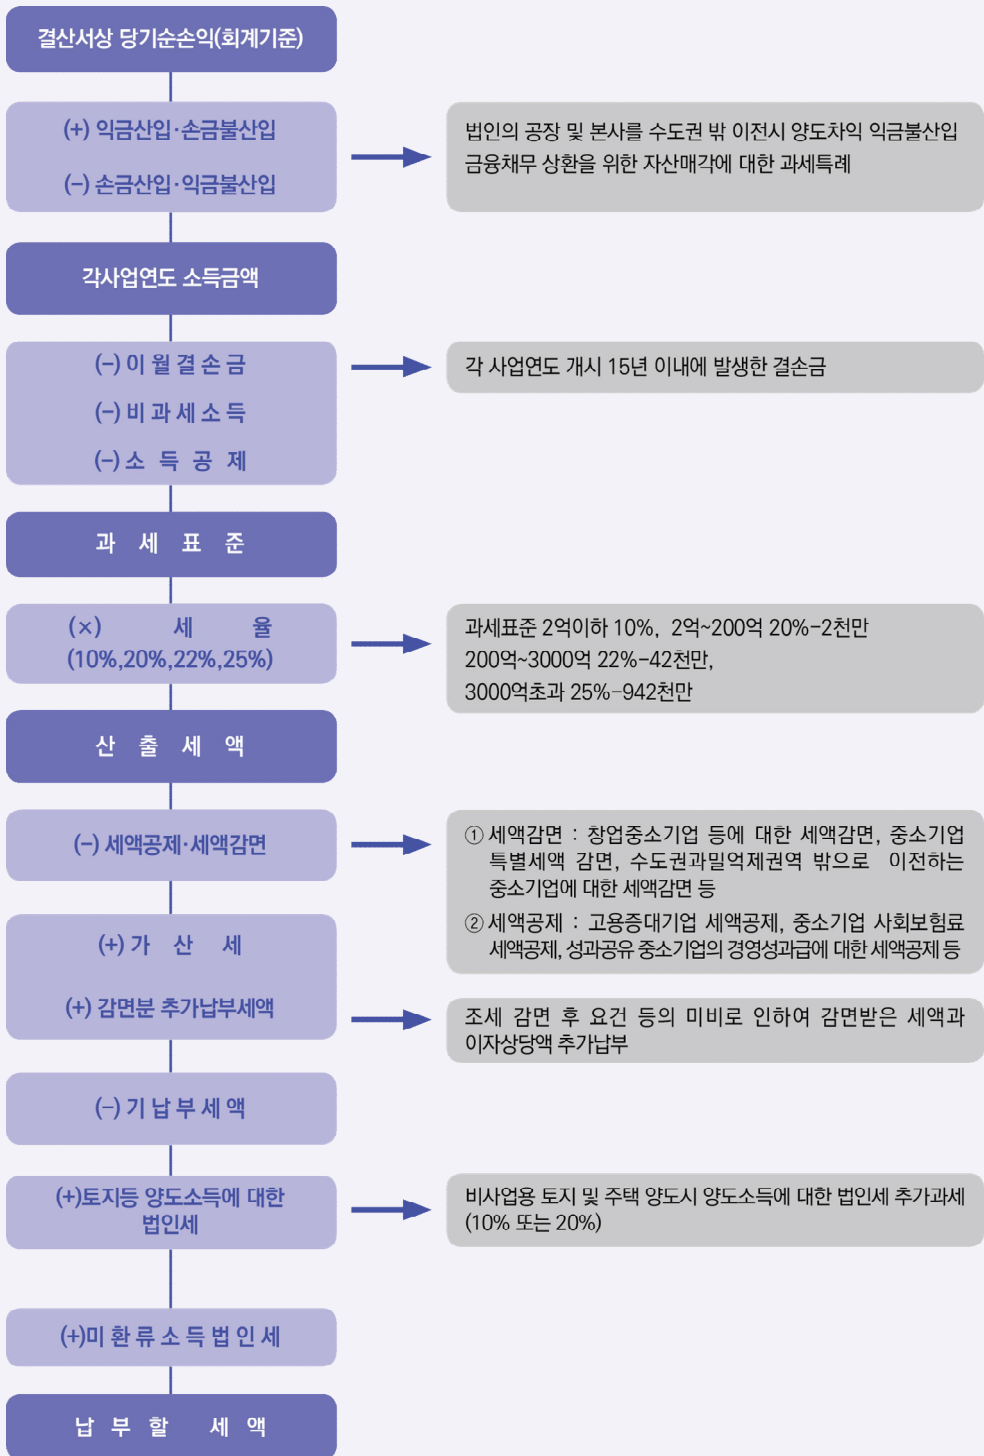 결산서상 당기순손익(회계기준)
(+) 익금산입·손금불산입
(-) 손금산입·익금불산입
법인의 공장 및 본사를 수도권 밖 이전시 양도차익 익금불산입
금융채무 상환을 위한 자산매각에 대한 과세특례
각사업연도 소득금액
(-) 이 월 결 손 금
(-) 비 과 세 소 득
(-) 소 득 공 제
각 사업연도 개시 15년 이내에 발생한 결손금
과 세 표 준
(×) 세 율
(10%,20%,22%,25%)
과세표준 2억이하 10%, 2억~200억 20%-2천만
200억~3000억 22%-42천만,
3000억초과 25%-942천만
산 출 세 액
(-) 세액공제·세액감면
① 세액감면 : 창업중소기업 등에 대한 세액감면, 중소기업
특별세액 감면, 수도권과밀억제권역 밖으로 이전하는
중소기업에 대한 세액감면 등
② 세액공제 : 고용증대기업 세액공제, 중소기업 사회보험료
세액공제, 성과공유 중소기업의 경영성과급에 대한 세액공제 등
(+) 가 산 세
(+) 감면분 추가납부세액
조세 감면 후 요건 등의 미비로 인하여 감면받은 세액과
이자상당액 추가납부
(-) 기 납 부 세 액
(+)토지등 양도소득에 대한
법인세
비사업용 토지 및 주택 양도시 양도소득에 대한 법인세 추가과세
(10% 또는 20%)
(+)미 환 류 소 득 법 인 세
납 부 할 세 액